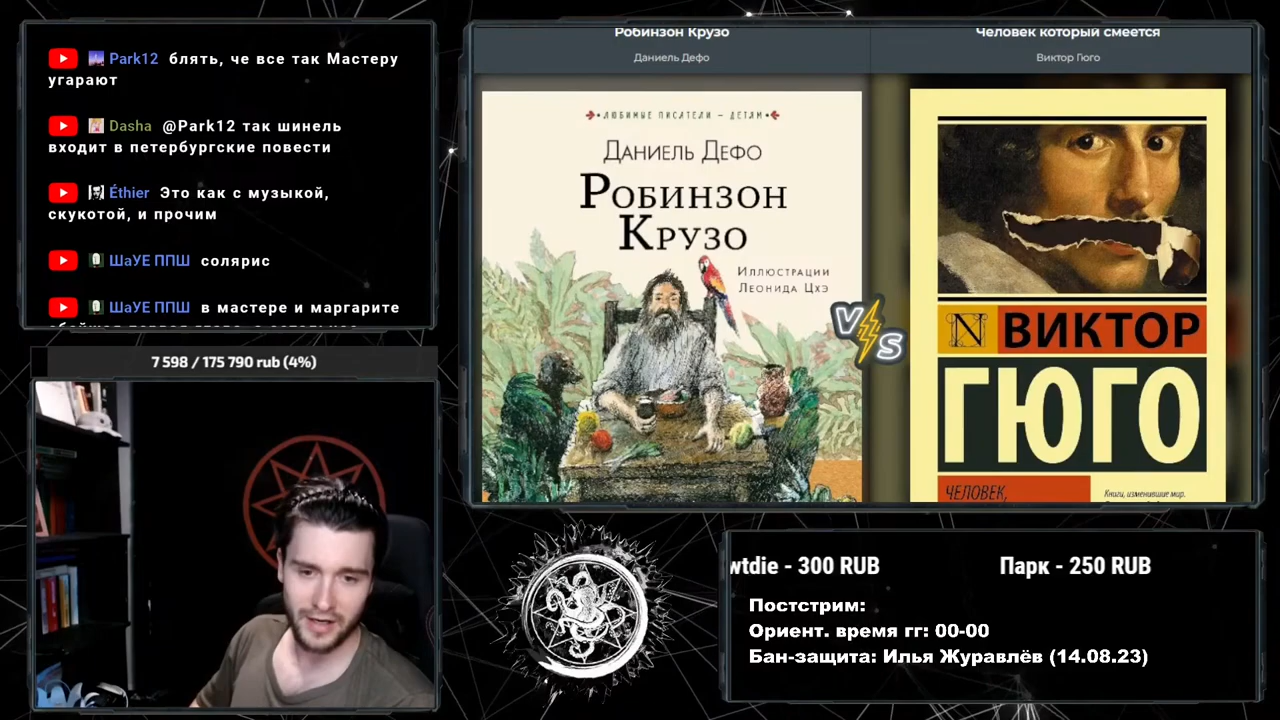 Park12 блять, че все так Мастеру
угарают
Dasha @Park12 так шинель
входит в петербургские повести
Éthier Это как с музыкой,
скукотой, и прочим
ШаУЕ ППШ солярис
ШаУЕ ППШ в мастере и маргарите
7 598 / 175 790 rub (4%)
Робинзон Крузо
Даниель Дефо
Человек который смеется
Виктор Гюго
ЛЮБИМЫЕ ПИСАТЕЛИ – ДЕТЯМ
ДАНИЕЛЬ ДЕФО
РОБИНЗОН
КРУЗО
ИЛЛЮСТРАЦИИ
ЛЕОНИДА ЦХЭ
VS
N ВИКТОР
ГЮГО
ЧЕЛОВЕК,
Книги, изменившие мир.
wtdie - 300 RUB
Парк - 250 RUB
Постстрим:
Ориент. время гг: 00-00
Бан-защита: Илья Журавлёв (14.08.23)